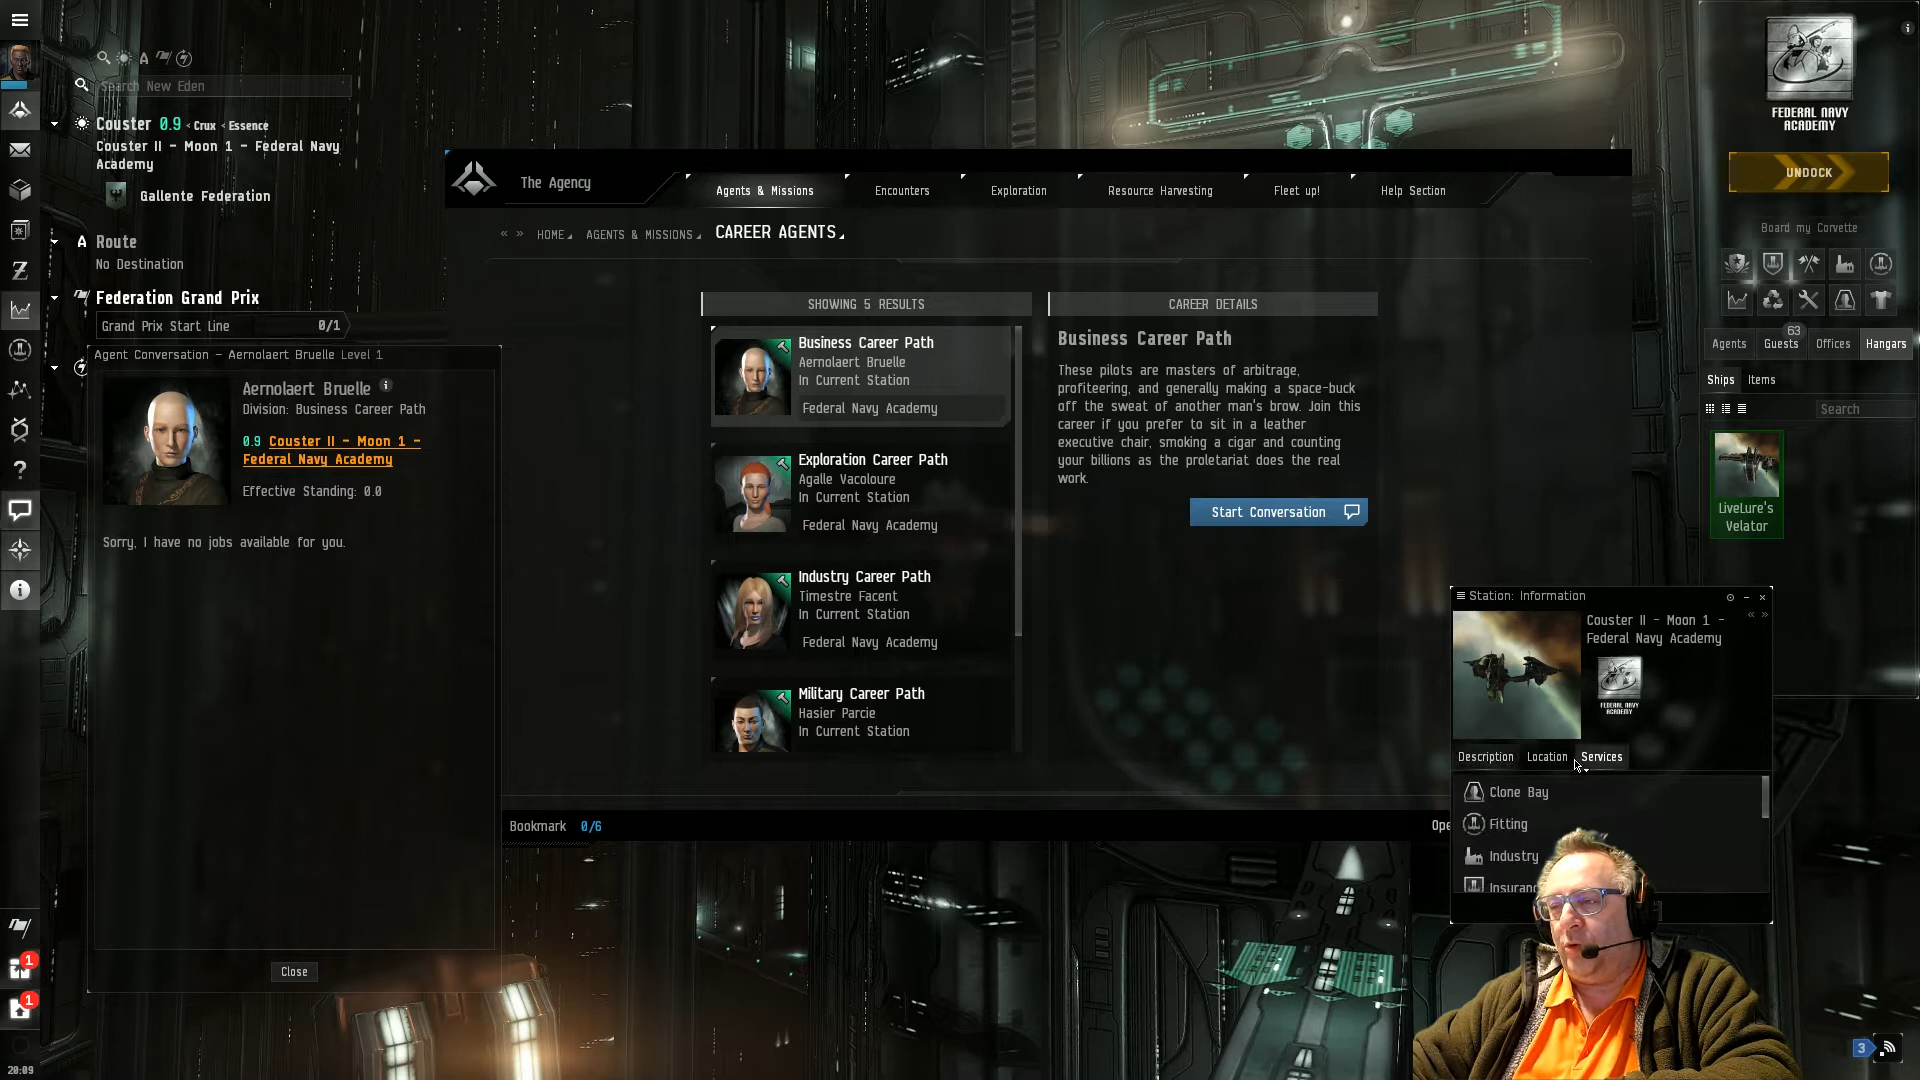 Search New Eden
Couster 0.9 < Crux < Essence
Couster II - Moon 1 - Federal Navy
Academy
Gallente Federation
Route
No Destination
Federation Grand Prix
Grand Prix Start Line 0/1
Agent Conversation - Aernolaert Bruelle Level 1
Aernolaert Bruelle
Division: Business Career Path
0.9 Couster II - Moon 1 -
Federal Navy Academy
Effective Standing: 0.0
Sorry, I have no jobs available for you.
Close
1
1
20:09
The Agency
Agents & Missions
Encounters
Exploration
Resource Harvesting
Fleet up!
Help Section
« » HOME AGENTS & MISSIONS CAREER AGENTS
SHOWING 5 RESULTS
Business Career Path
Aernolaert Bruelle
In Current Station
Federal Navy Academy
Exploration Career Path
Agalle Vacoloure
In Current Station
Federal Navy Academy
Industry Career Path
Timestre Facent
In Current Station
Federal Navy Academy
Military Career Path
Hasier Parcie
In Current Station
CAREER DETAILS
Business Career Path
These pilots are masters of arbitrage,
profiteering, and generally making a space-buck
off the sweat of another man's brow. Join this
career if you prefer to sit in a leather
executive chair, smoking a cigar and counting
your billions as the proletariat does the real
work.
Start Conversation
Bookmark 0/6
Ope
FEDERAL NAVY
ACADEMY
UNDOCK
Board my Corvette
63
Agents Guests Offices Hangars
Ships Items
Search
LiveLure's
Velator
Station: Information
Couster II - Moon 1 -
Federal Navy Academy
FEDERAL NAVY
ACADEMY
Description Location Services
Clone Bay
Fitting
Industry
Insuran
3